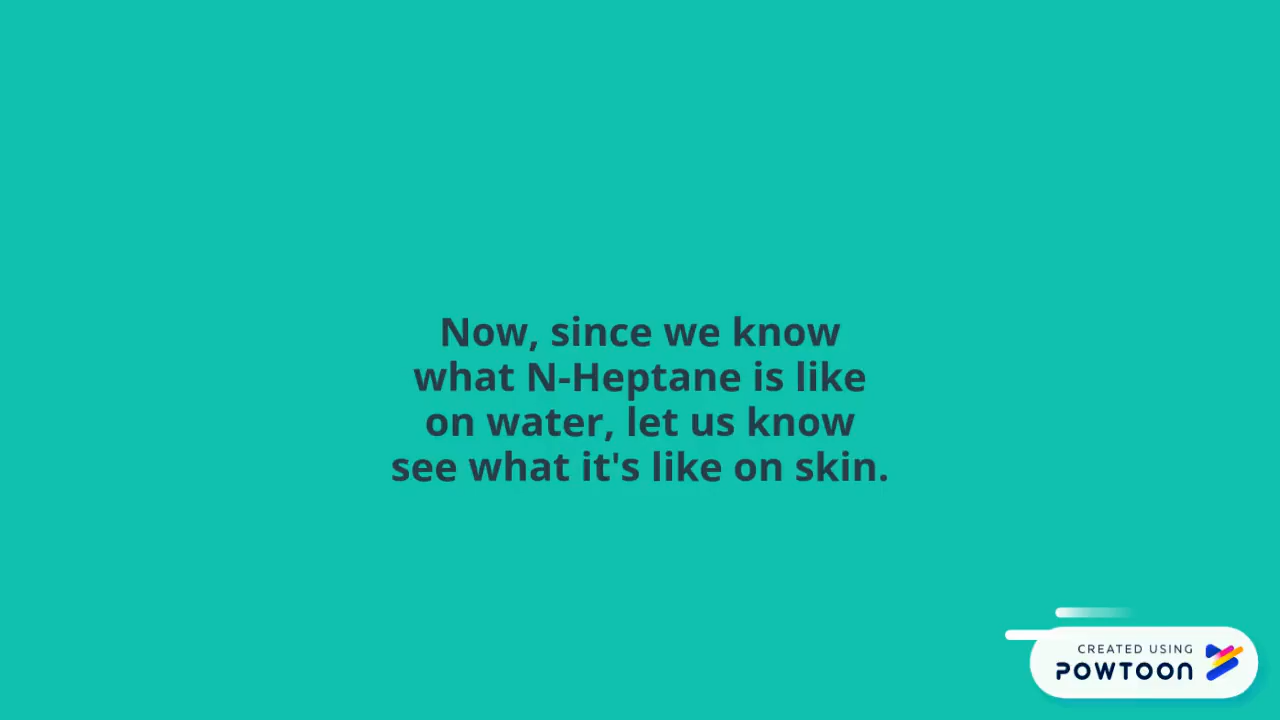 Now, since we know
what N-Heptane is like
on water, let us know
see what it's like on skin.
CREATED USING
POWTOON